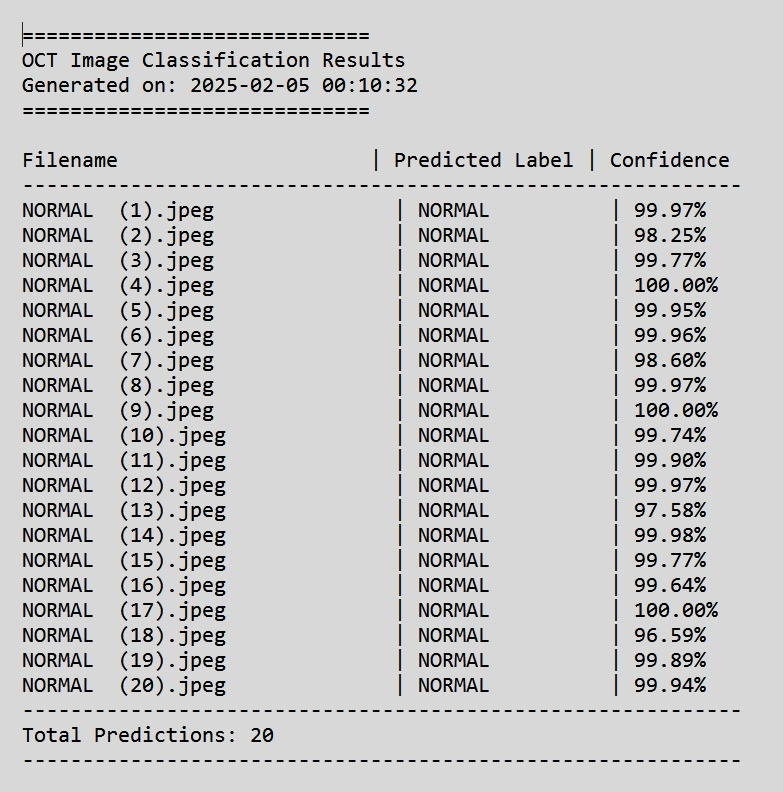 =============================
OCT Image Classification Results
Generated on: 2025-02-05 00:10:32
=============================

Filename                     | Predicted Label | Confidence
------------------------------------------------------------
NORMAL  (1).jpeg               | NORMAL          | 99.97%
NORMAL  (2).jpeg               | NORMAL          | 98.25%
NORMAL  (3).jpeg               | NORMAL          | 99.77%
NORMAL  (4).jpeg               | NORMAL          | 100.00%
NORMAL  (5).jpeg               | NORMAL          | 99.95%
NORMAL  (6).jpeg               | NORMAL          | 99.96%
NORMAL  (7).jpeg               | NORMAL          | 98.60%
NORMAL  (8).jpeg               | NORMAL          | 99.97%
NORMAL  (9).jpeg               | NORMAL          | 100.00%
NORMAL  (10).jpeg              | NORMAL          | 99.74%
NORMAL  (11).jpeg              | NORMAL          | 99.90%
NORMAL  (12).jpeg              | NORMAL          | 99.97%
NORMAL  (13).jpeg              | NORMAL          | 97.58%
NORMAL  (14).jpeg              | NORMAL          | 99.98%
NORMAL  (15).jpeg              | NORMAL          | 99.77%
NORMAL  (16).jpeg              | NORMAL          | 99.64%
NORMAL  (17).jpeg              | NORMAL          | 100.00%
NORMAL  (18).jpeg              | NORMAL          | 96.59%
NORMAL  (19).jpeg              | NORMAL          | 99.89%
NORMAL  (20).jpeg              | NORMAL          | 99.94%
------------------------------------------------------------
Total Predictions: 20
------------------------------------------------------------